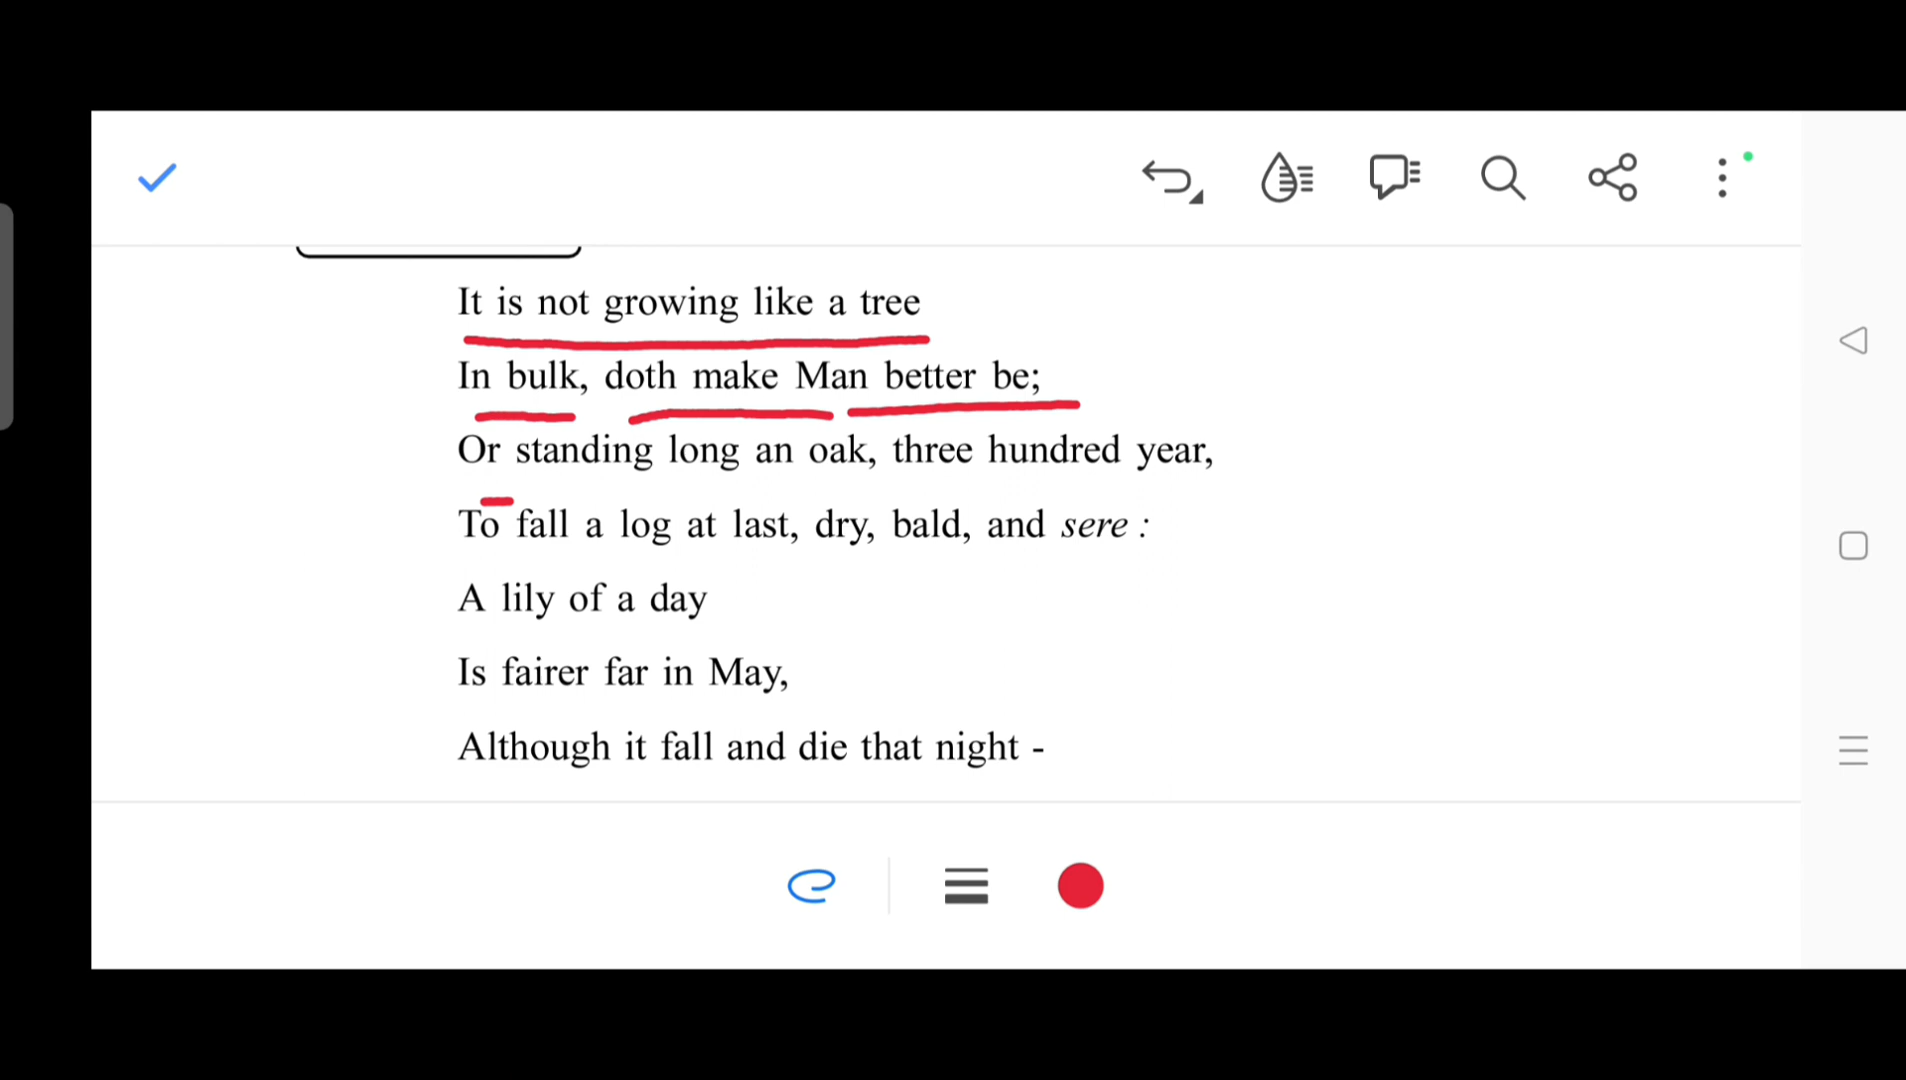 It is not growing like a tree
In bulk, doth make Man better be;
Or standing long an oak, three hundred year,
To fall a log at last, dry, bald, and sere :
A lily of a day
Is fairer far in May,
Although it fall and die that night -